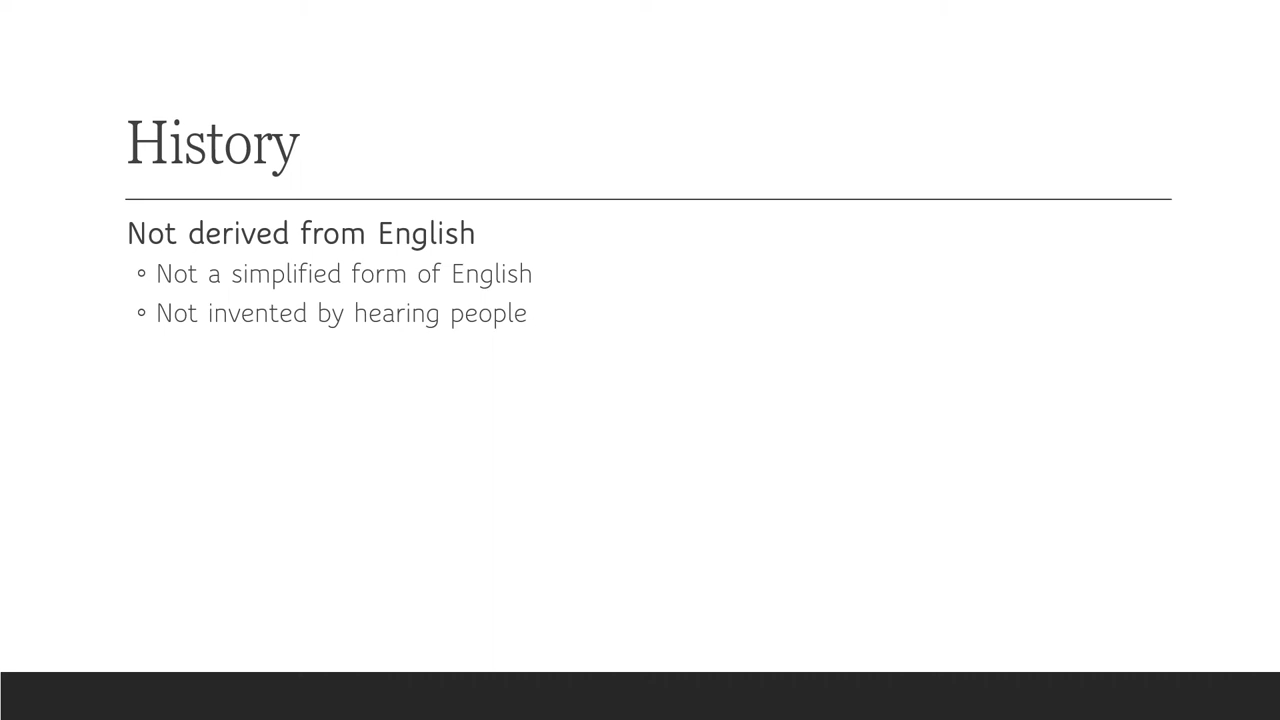 History
Not derived from English
◦ Not a simplified form of English
◦ Not invented by hearing people